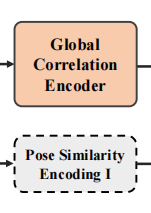 Global
Correlation
Encoder
Pose Similarity
Encoding I